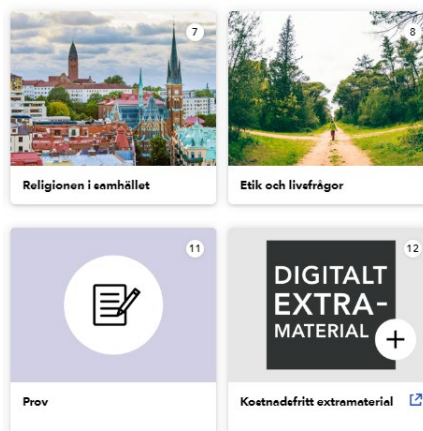 7
8
Religionen i samhället
Etik och livsfrågor
11
12
DIGITALT
EXTRA-
MATERIAL
Prov
Kostnadsfritt extramaterial